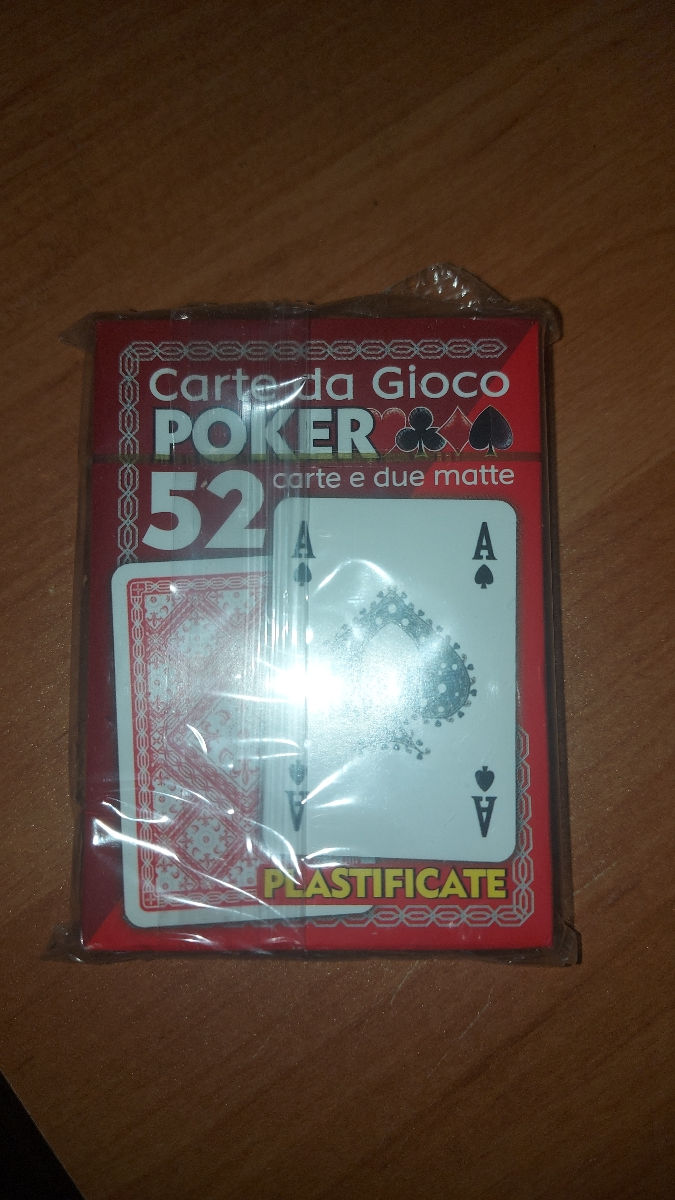 Carte da Gioco
POKER
52 carte e due matte
A A
A A
PLASTIFICATE